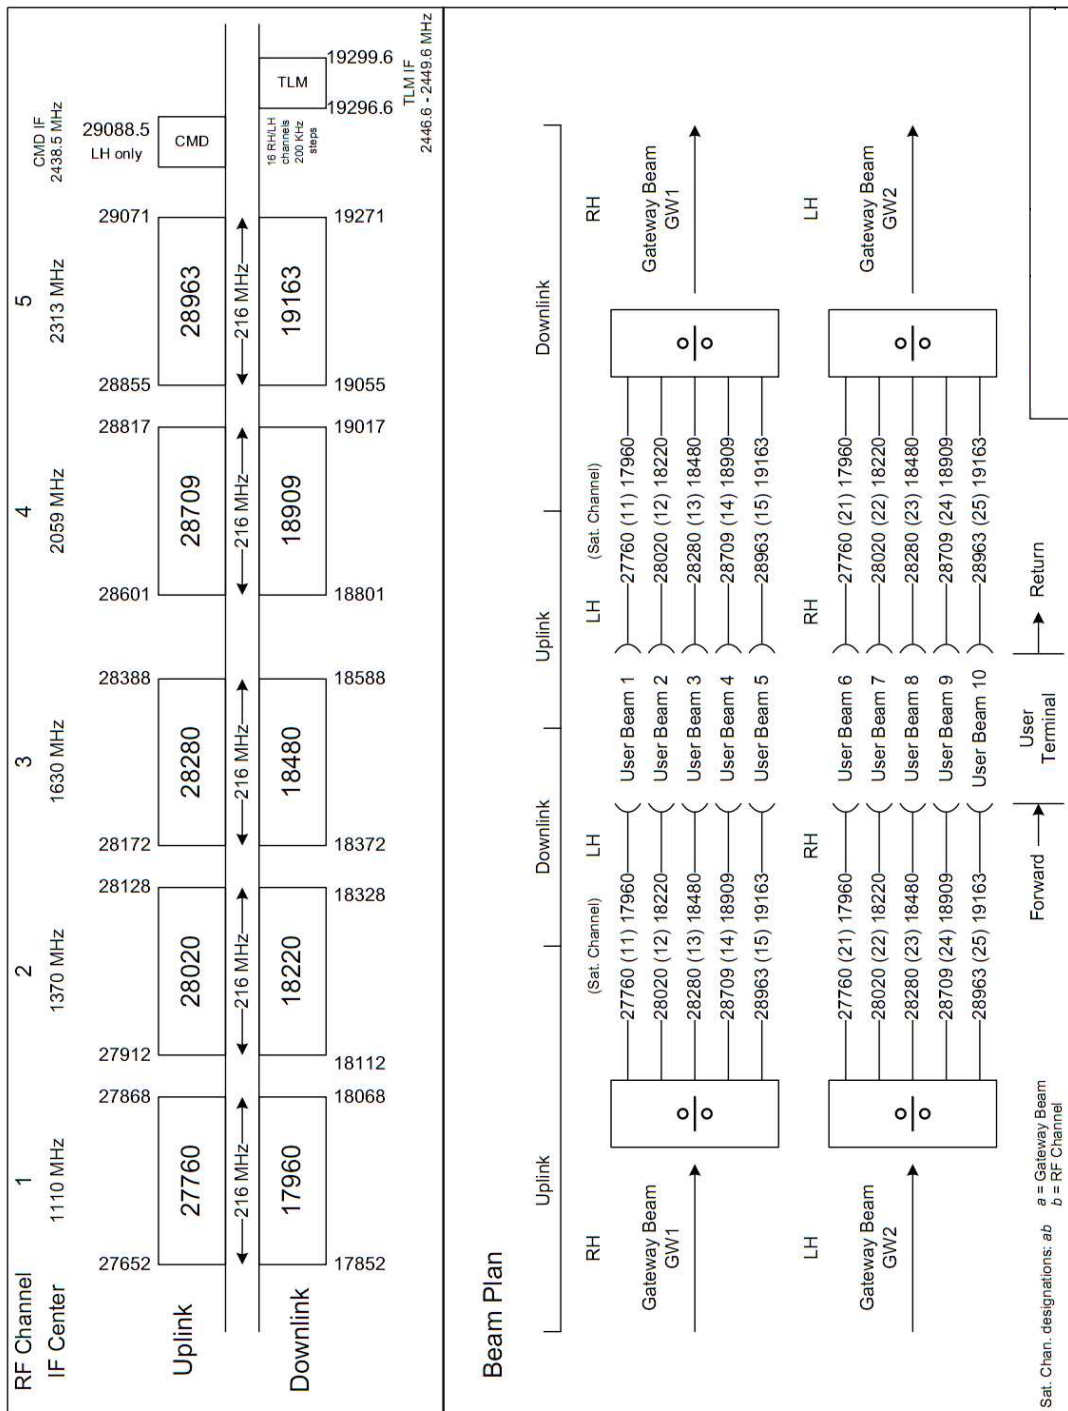 RF Channel 1 2 3 4 5
IF Center 1110 MHz 1370 MHz 1630 MHz 2059 MHz 2313 MHz
CMD IF
2438.5 MHz
27652 27868 27912 28128 28172 28388 28601 28817 28855 29071 29088.5
LH only
Uplink 27760 28020 28280 28709 28963 CMD
216 MHz 216 MHz 216 MHz 216 MHz 216 MHz
Downlink 17960 18220 18480 18909 19163 TLM
16 RH/LH
channels
200 KHz
steps
17852 18068 18112 18328 18372 18588 18801 19017 19055 19271 19296.6 19299.6
TLM IF
2446.6 - 2449.6 MHz
Beam Plan
Uplink Downlink Uplink Downlink
RH (Sat. Channel) LH LH (Sat. Channel) RH
Gateway Beam
GW1
27760 (11) 17960 User Beam 1 27760 (11) 17960
28020 (12) 18220 User Beam 2 28020 (12) 18220
28280 (13) 18480 User Beam 3 28280 (13) 18480
28709 (14) 18909 User Beam 4 28709 (14) 18909
28963 (15) 19163 User Beam 5 28963 (15) 19163
Gateway Beam
GW1
LH RH RH LH
Gateway Beam
GW2
27760 (21) 17960 User Beam 6 27760 (21) 17960
28020 (22) 18220 User Beam 7 28020 (22) 18220
28280 (23) 18480 User Beam 8 28280 (23) 18480
28709 (24) 18909 User Beam 9 28709 (24) 18909
28963 (25) 19163 User Beam 10 28963 (25) 19163
Gateway Beam
GW2
Forward User
Terminal Return
Sat. Chan. designations: ab a = Gateway Beam
b = RF Channel